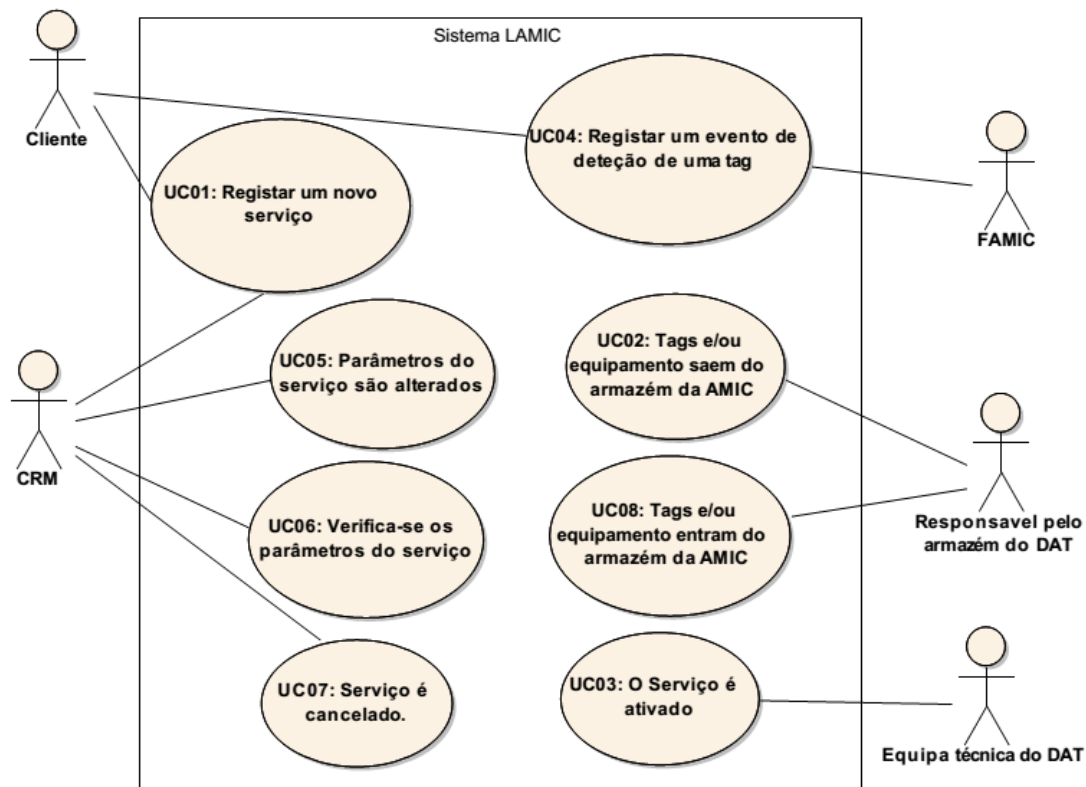 Sistema LAMIC
Cliente
UC04: Registar um evento de
deteção de uma tag
UC01: Registar um novo
serviço
FAMIC
UC05: Parâmetros do
serviço são alterados
UC02: Tags e/ou
equipamento saem do
armazém da AMIC
CRM
UC06: Verifica-se os
parâmetros do serviço
UC08: Tags e/ou
equipamento entram do
armazém da AMIC
Responsavel pelo
armazém do DAT
UC07: Serviço é
cancelado.
UC03: O Serviço é
ativado
Equipa técnica do DAT